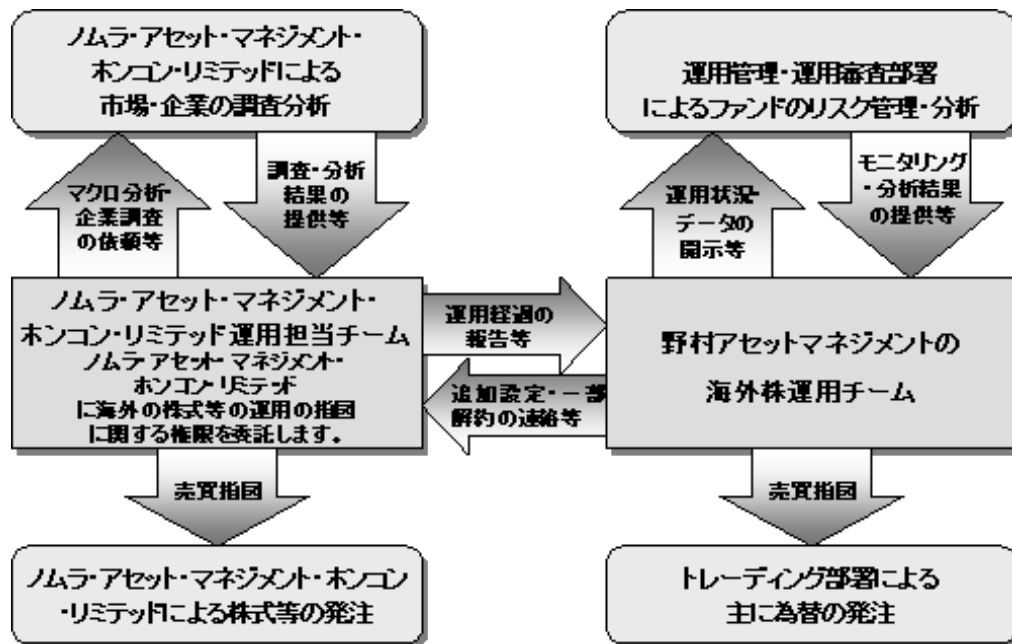 ノムラ・アセット・マネジメント・
ホンコン・リミテッドによる
市場・企業の調査分析
運用管理・運用審査部署
によるファンドのリスク管理・分析
マクロ分析・
企業調査
の依頼等
調査・分析
結果の
提供等
運用状況・
データの
開示等
モニタリング
・分析結果
の提供等
ノムラ・アセット・マネジメント・
ホンコン・リミテッド運用担当チーム
ノムラ アセット・マネジメント・
ホンコン・リミテッド
に海外の株式等の運用の指図
に関する権限を委託します。
運用経過の
報告等
追加設定・一部
解約の連絡等
野村アセットマネジメントの
海外株運用チーム
売買指図
売買指図
ノムラ・アセット・マネジメント・ホンコン
・リミテッドによる株式等の発注
トレーディング部署による
主に為替の発注